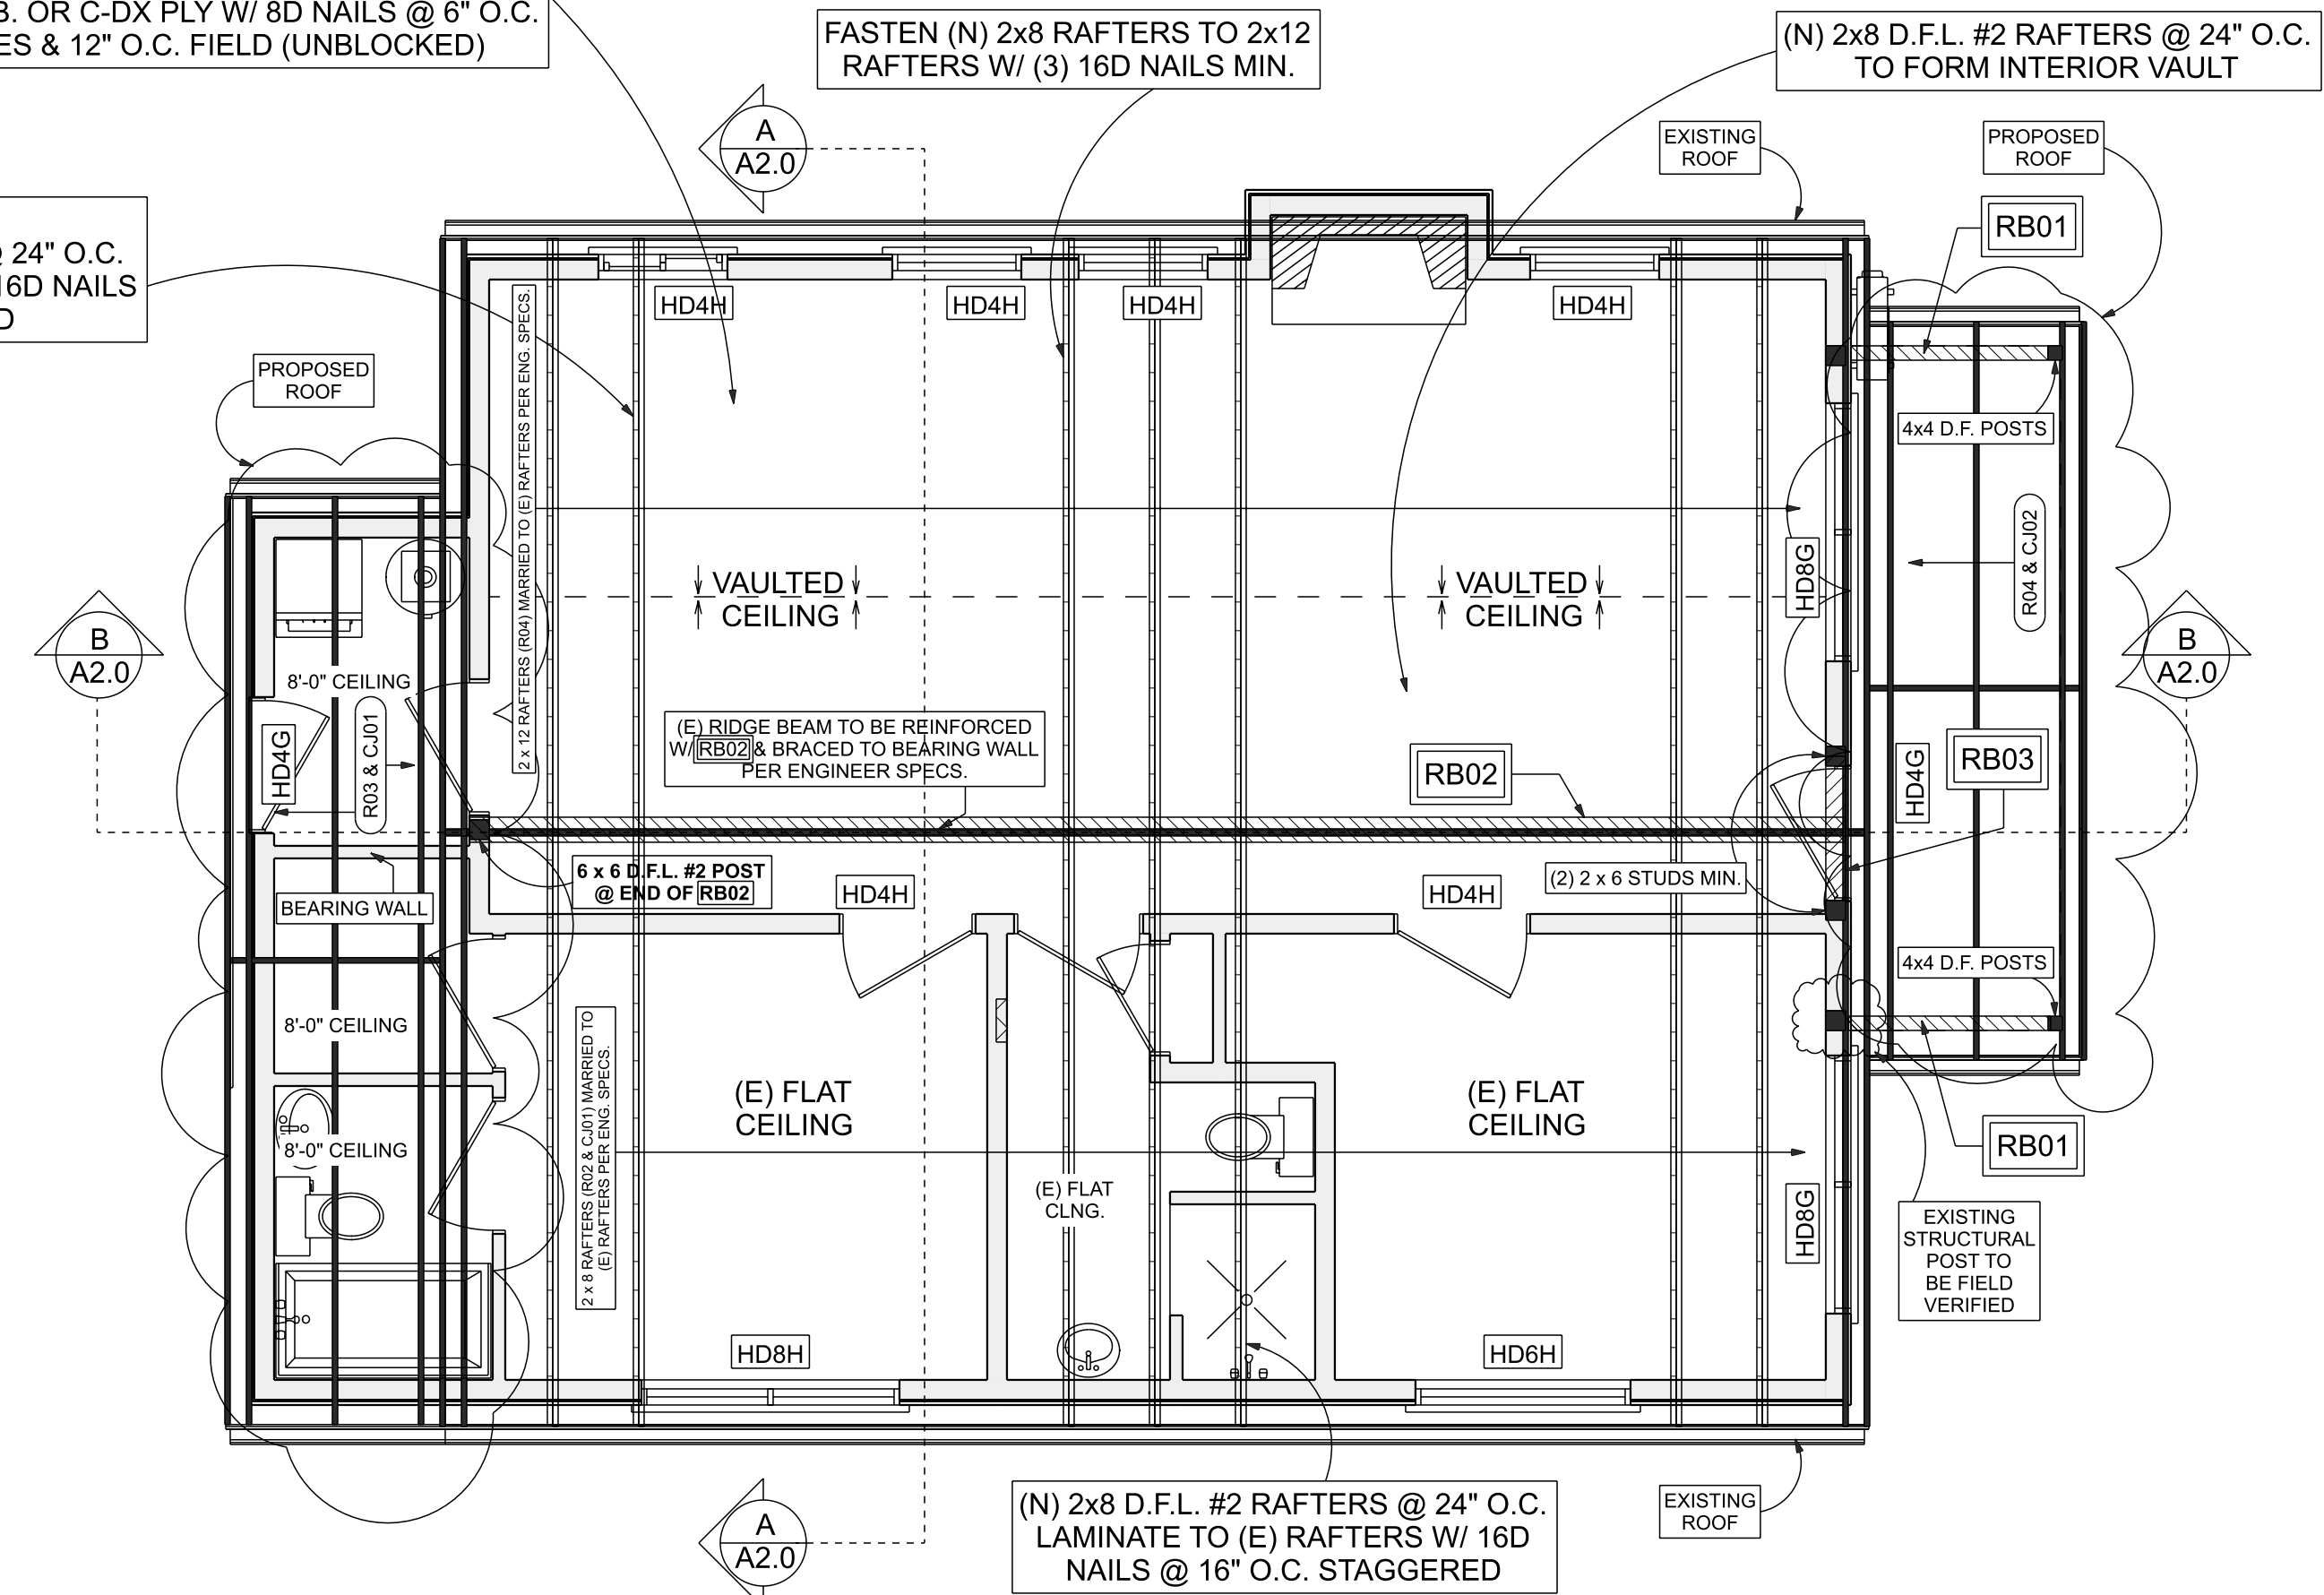 B. OR C-DX PLY W/ 8D NAILS @ 6" O.C.
ES & 12" O.C. FIELD (UNBLOCKED)
FASTEN (N) 2x8 RAFTERS TO 2x12
RAFTERS W/ (3) 16D NAILS MIN.
(N) 2x8 D.F.L. #2 RAFTERS @ 24" O.C.
TO FORM INTERIOR VAULT
A
A2.0
EXISTING
ROOF
PROPOSED
ROOF
RB01
@ 24" O.C.
16D NAILS
D
HD4H
HD4H
HD4H
HD4H
PROPOSED
ROOF
2 x 12 RAFTERS (R04) MARRIED TO (E) RAFTERS PER ENG. SPECS.
4x4 D.F. POSTS
R04 & CJ02
HD8G
VAULTED
CEILING
VAULTED
CEILING
B
A2.0
B
A2.0
8'-0" CEILING
HD4G
R03 & CJ01
(E) RIDGE BEAM TO BE REINFORCED
W/ RB02 & BRACED TO BEARING WALL
PER ENGINEER SPECS.
RB02
HD4G
RB03
6 x 6 D.F.L. #2 POST
@ END OF RB02
HD4H
HD4H
(2) 2 x 6 STUDS MIN.
BEARING WALL
4x4 D.F. POSTS
8'-0" CEILING
8'-0" CEILING
2 x 8 RAFTERS (R02 & CJ01) MARRIED TO
(E) RAFTERS PER ENG. SPECS.
(E) FLAT
CEILING
(E) FLAT
CEILING
(E) FLAT
CLNG.
RB01
HD8G
EXISTING
STRUCTURAL
POST TO
BE FIELD
VERIFIED
HD8H
HD6H
A
A2.0
(N) 2x8 D.F.L. #2 RAFTERS @ 24" O.C.
LAMINATE TO (E) RAFTERS W/ 16D
NAILS @ 16" O.C. STAGGERED
EXISTING
ROOF